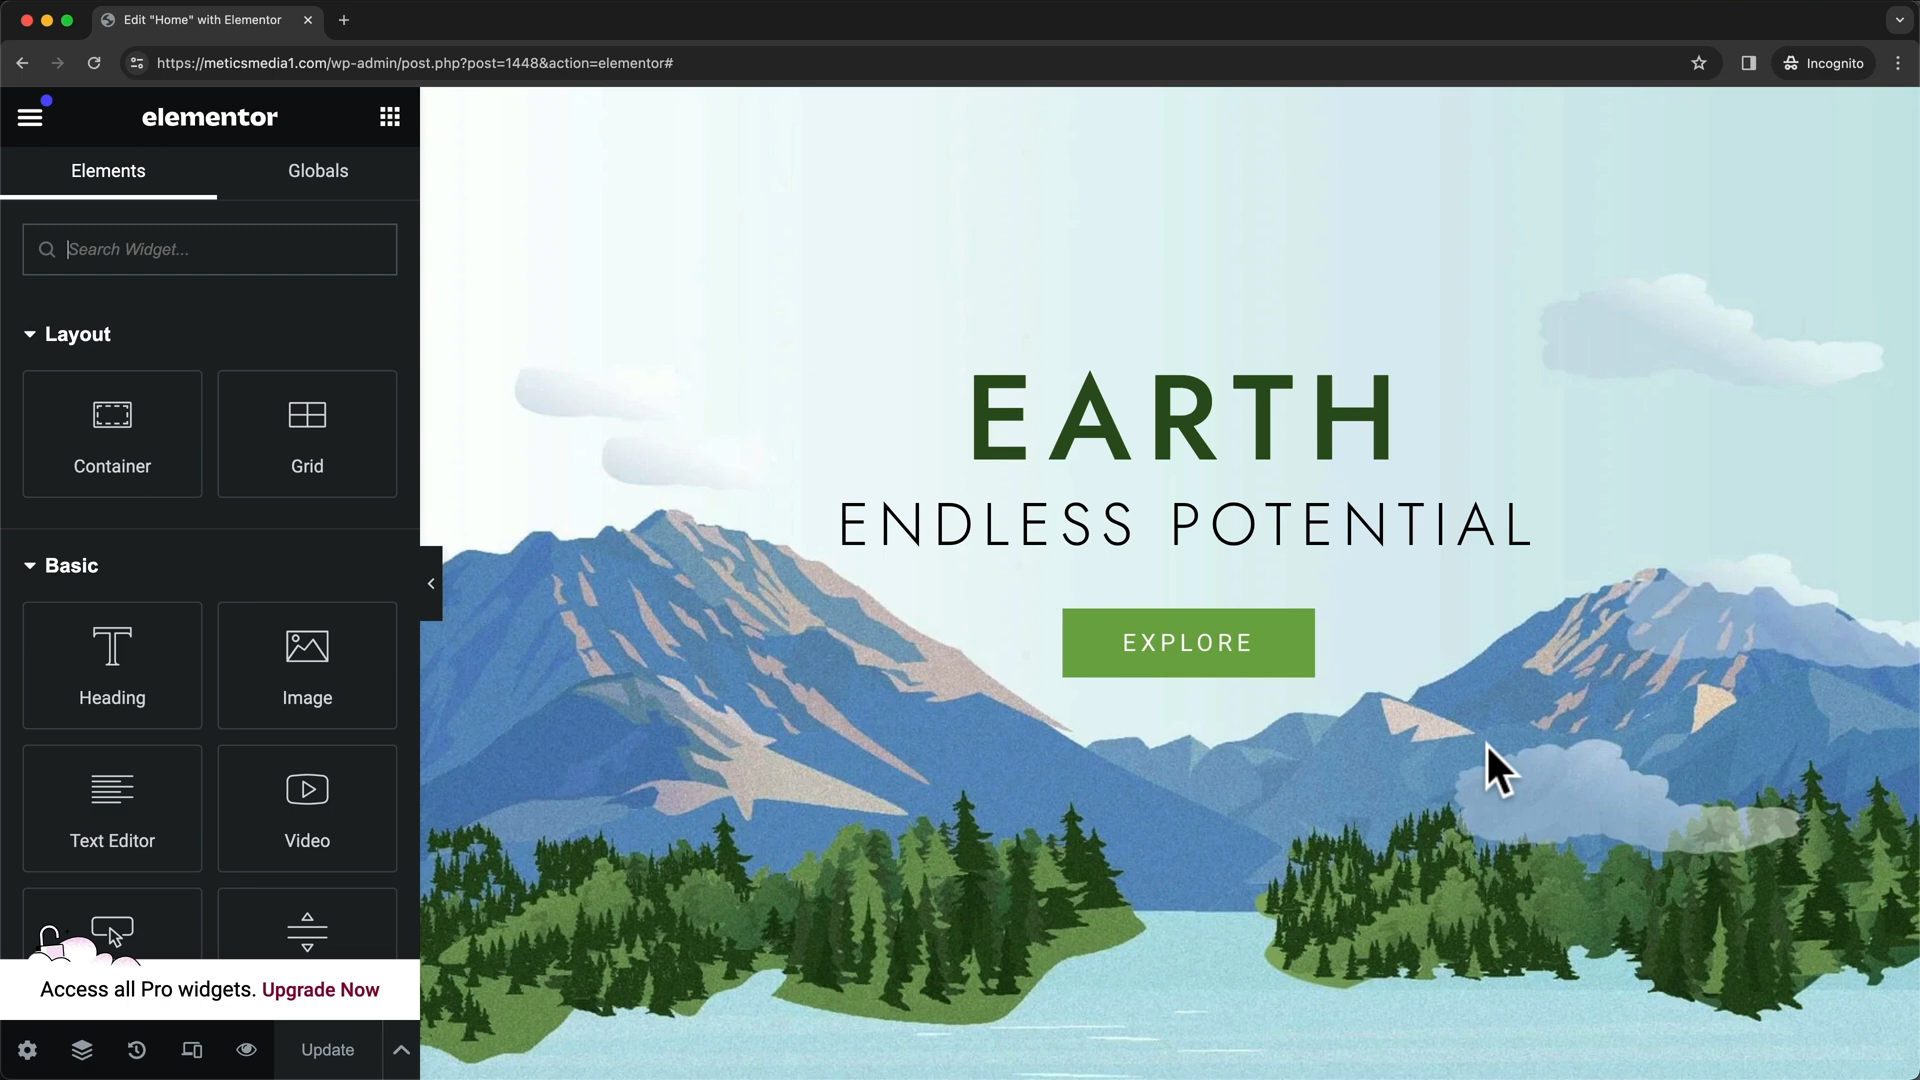 Edit "Home" with Elementor
https://meticsmedia1.com/wp-admin/post.php?post=1448&action=elementor#
Incognito
elementor
Elements
Globals
Search Widget...
Layout
Container
Grid
Basic
Heading
Image
Text Editor
Video
Access all Pro widgets. Upgrade Now
Update
EARTH
ENDLESS POTENTIAL
EXPLORE